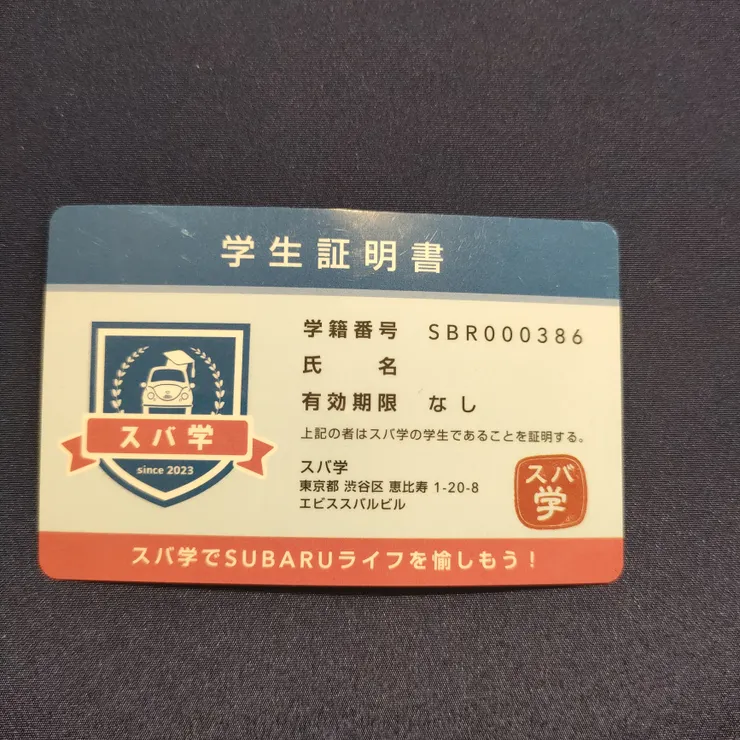 学生証明書
学籍番号 SBR000386
氏 名
有効期限 なし
上記の者はスバ学の学生であることを証明する。
スバ学
since 2023
スバ学
東京都 渋谷区 恵比寿 1-20-8
エビススバルビル
スバ
学
スバ学でSUBARUライフを愉しもう！